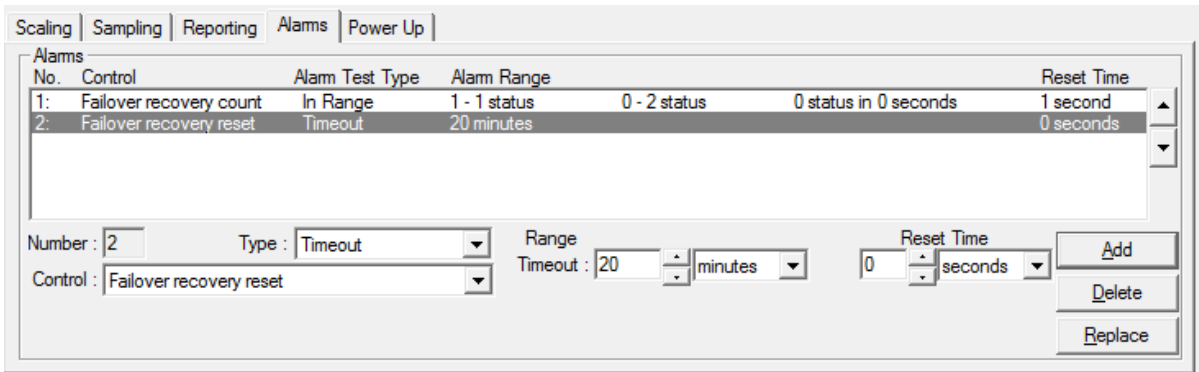 Scaling Sampling Reporting Alarms Power Up
Alarms
No. Control Alarm Test Type Alarm Range Reset Time
1: Failover recovery count In Range 1 - 1 status 0 - 2 status 0 status in 0 seconds 1 second
2: Failover recovery reset Timeout 20 minutes 0 seconds
Number : 2 Type : Timeout Range Reset Time
Timeout : 20 minutes 0 seconds Add
Control : Failover recovery reset
Delete
Replace